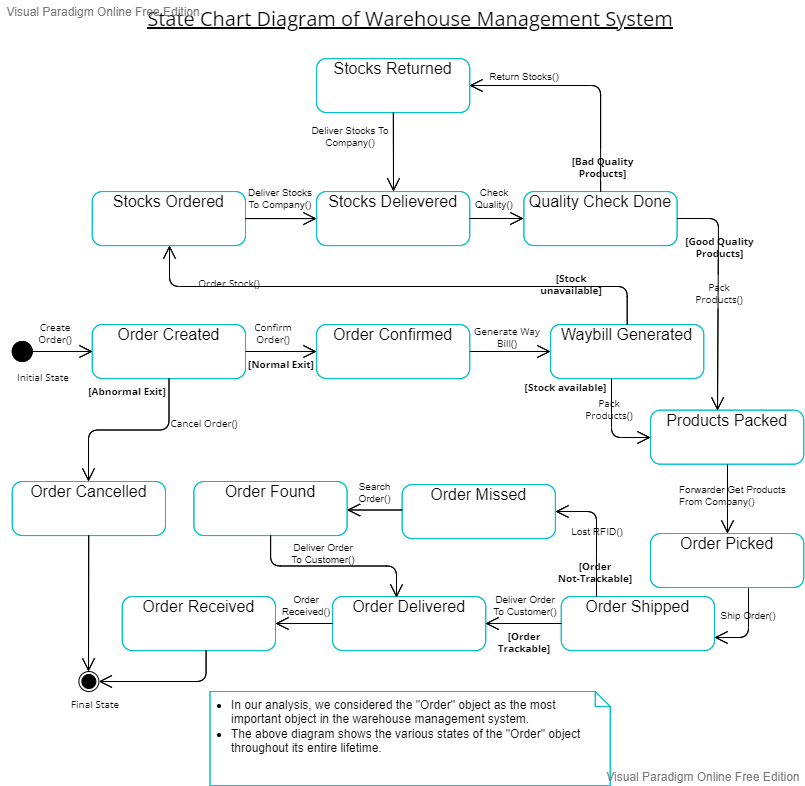 Visual Paradigm Online Free Edition
State Chart Diagram of Warehouse Management System
Stocks Returned
Return Stocks()
Deliver Stocks To
Company()
[Bad Quality
Products]
Stocks Ordered
Deliver Stocks
To Company()
Stocks Delievered
Check
Quality()
Quality Check Done
[Good Quality
Products]
Order Stock()
[Stock
unavailable]
Pack
Products()
Create
Order()
Order Created
Confirm
Order()
Order Confirmed
Generate Way
Bill()
Waybill Generated
Initial State
[Abnormal Exit]
[Normal Exit]
[Stock available]
Pack
Products()
Cancel Order()
Products Packed
Order Cancelled
Order Found
Search
Order()
Order Missed
Forwarder Get Products
From Company()
Lost RFID()
Order Picked
Deliver Order
To Customer()
[Order
Not-Trackable]
Order Received
Order
Received()
Order Delivered
Deliver Order
To Customer()
Order Shipped
Ship Order()
[Order
Trackable]
Final State
• In our analysis, we considered the "Order" object as the most
important object in the warehouse management system.
• The above diagram shows the various states of the "Order" object
throughout its entire lifetime.
Visual Paradigm Online Free Edition